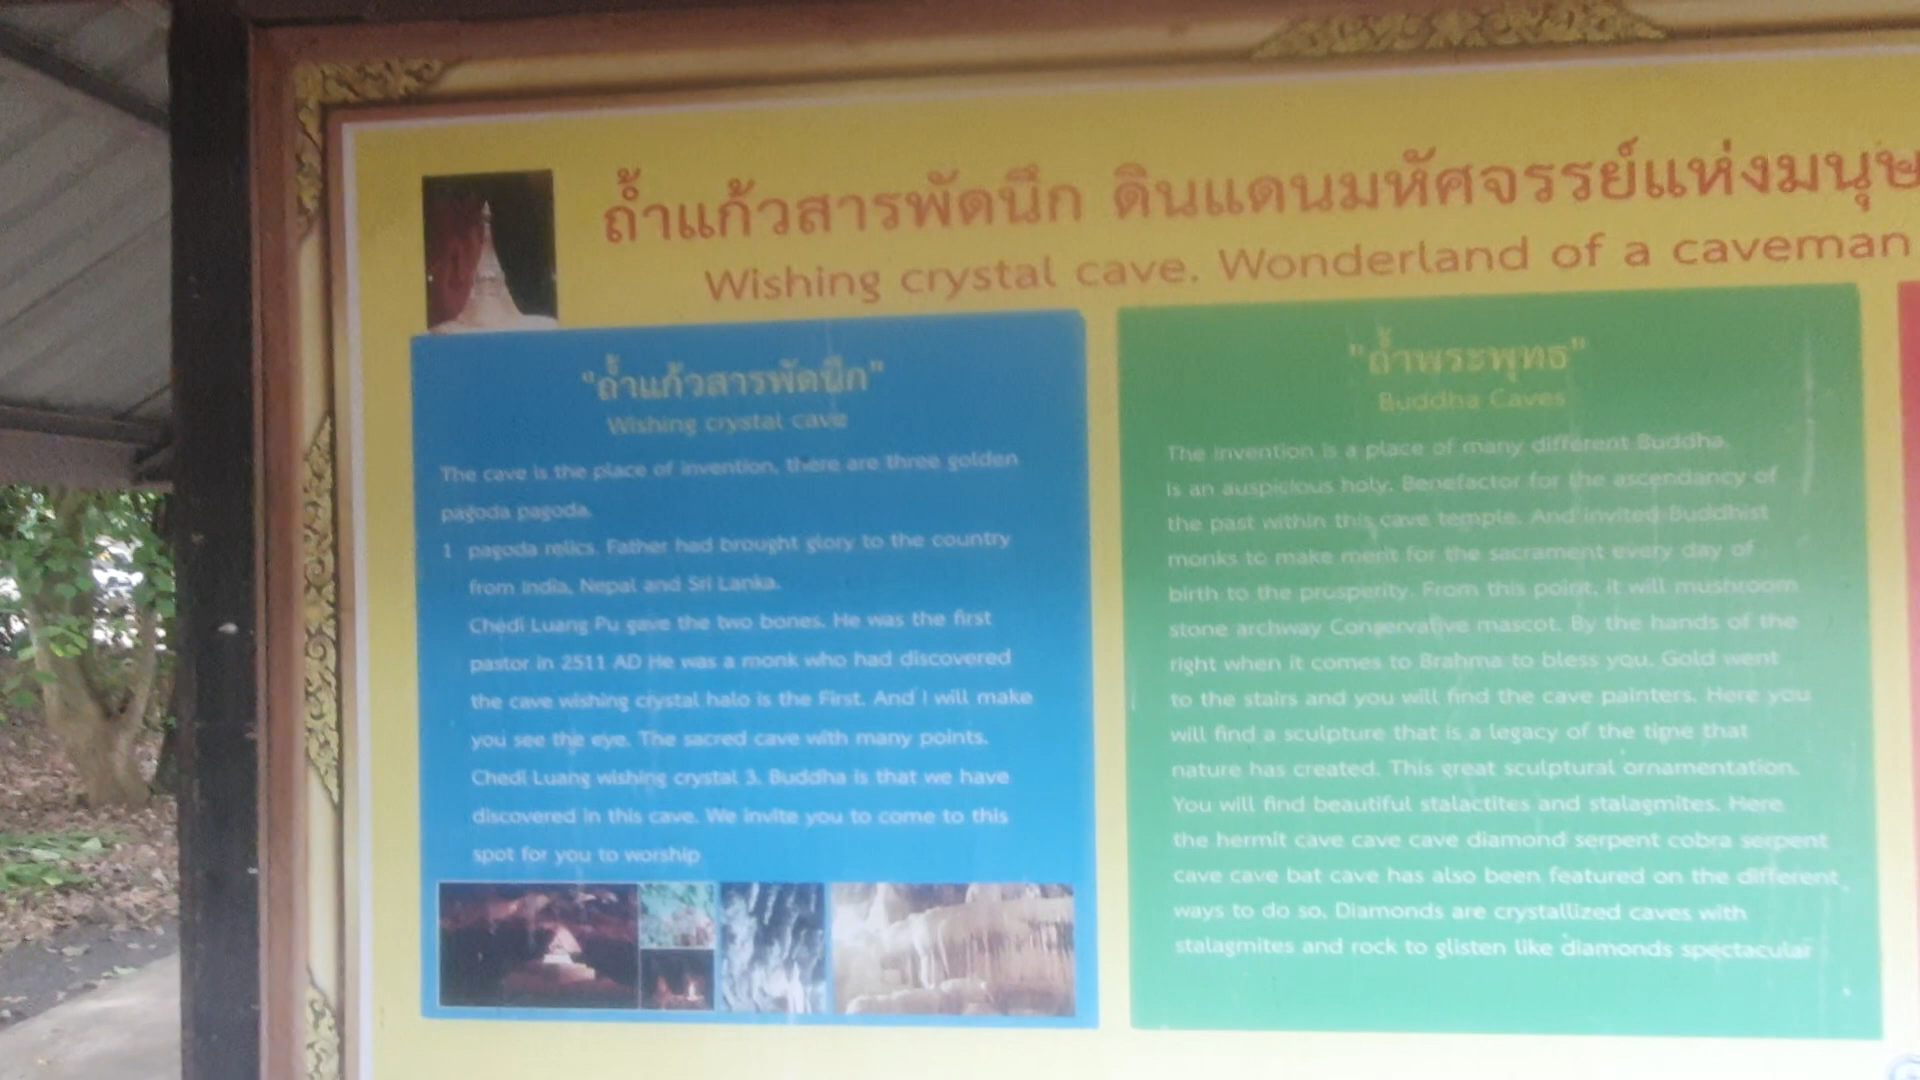 ถ้ำแก้วสารพัดนึก ดินแดนมหัศจรรย์แห่งมนุษ
Wishing crystal cave. Wonderland of a caveman
"ถ้ำแก้วสารพัดนึก"
Wishing crystal cave
The cave is the place of invention, there are three golden
pagoda pagoda.
1 pagoda relics. Father had brought glory to the country
from India, Nepal and Sri Lanka.
Chedi Luang Pu gave the two bones. He was the first
pastor in 2511 AD He was a monk who had discovered
the cave wishing crystal halo is the First. And I will make
you see the eye. The sacred cave with many points.
Chedi Luang wishing crystal 3. Buddha is that we have
discovered in this cave. We invite you to come to this
spot for you to worship
"ถ้ำพระพุทธ"
Buddha Caves
The invention is a place of many different Buddha.
Is an auspicious holy. Benefactor for the ascendancy of
the past within this cave temple. And invited Buddhist
monks to make merit for the sacrament every day of
birth to the prosperity. From this point, it will mushroom
stone archway Conservative mascot. By the hands of the
right when it comes to Brahma to bless you. Gold went
to the stairs and you will find the cave painters. Here you
will find a sculpture that is a legacy of the time that
nature has created. This great sculptural ornamentation.
You will find beautiful stalactites and stalagmites. Here
the hermit cave cave cave diamond serpent cobra serpent
cave cave bat cave has also been featured on the different
ways to do so. Diamonds are crystallized caves with
stalagmites and rock to glisten like diamonds spectacular